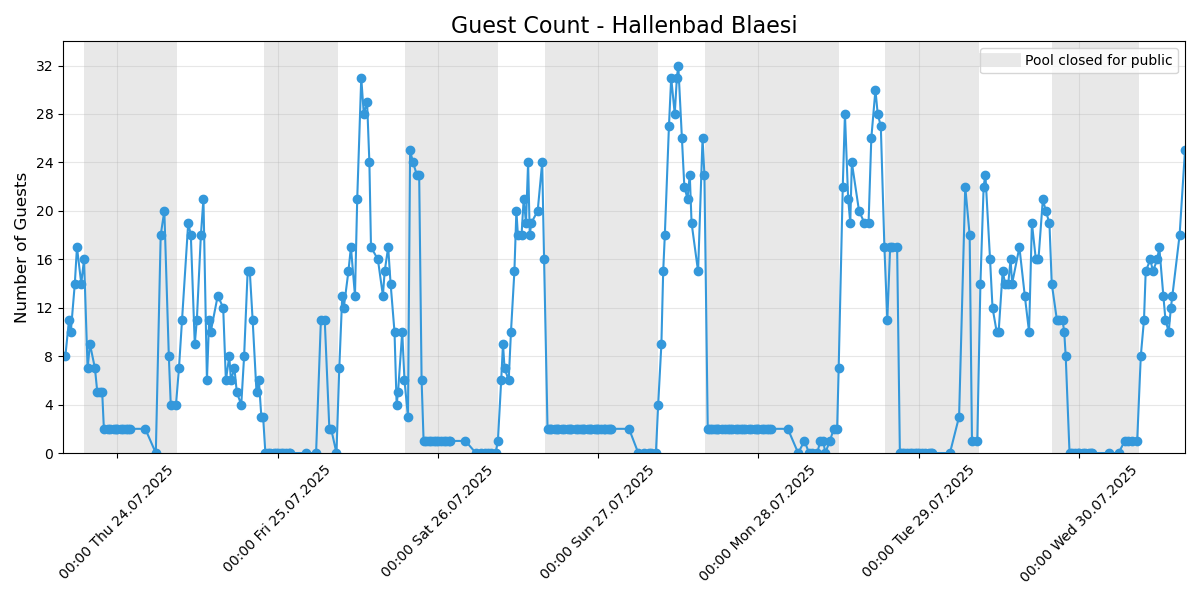 Guest Count - Hallenbad Blaesi
Pool closed for public
Number of Guests
32
28
24
20
16
12
8
4
0
00:00 Thu 24.07.2025
00:00 Fri 25.07.2025
00:00 Sat 26.07.2025
00:00 Sun 27.07.2025
00:00 Mon 28.07.2025
00:00 Tue 29.07.2025
00:00 Wed 30.07.2025